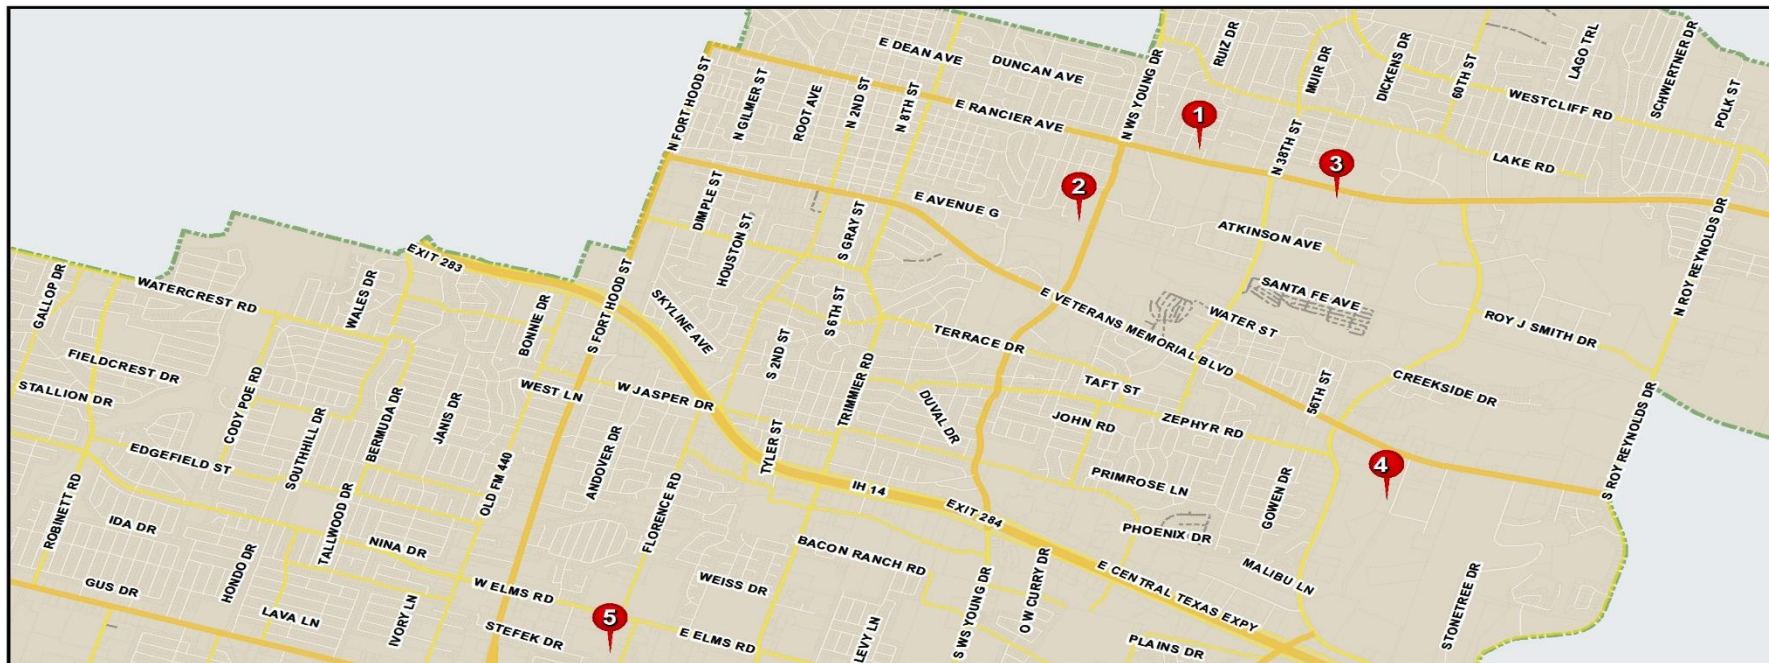 E DEAN AVE
DUNCAN AVE
N WS YOUNG DR
RUIZ DR
MUIR DR
DICKENS DR
60TH ST
LAGO TRL
SCHWERTNER DR
POLK ST
WESTCLIFF RD
N FORT HOOD ST
N GILMER ST
ROOT AVE
N 2ND ST
N 8TH ST
E RANCIER AVE
1
N 38TH ST
3
LAKE RD
2
DIMPLE ST
HOUSTON ST
S GRAY ST
E AVENUE G
ATKINSON AVE
N ROY REYNOLDS DR
EXIT 283
GALLOP DR
WATERCREST RD
WALES DR
BONNIE DR
S FORT HOOD ST
SKYLINE AVE
S 6TH ST
S 2ND ST
E VETERANS MEMORIAL BLVD
SANTA FE AVE
WATER ST
ROY J SMITH DR
TERRACE DR
FIELDCREST DR
STALLION DR
CODY POE RD
SOUTHHILL DR
BERMUDA DR
JANIS DR
WEST LN
W JASPER DR
TRIMMIER RD
DUVAL DR
TAFT ST
JOHN RD
ZEPHYR RD
56TH ST
CREEKSIDE DR
S ROY REYNOLDS DR
EDGEFIELD ST
OLD FM 440
ANDOVER DR
TYLER ST
IH 14
EXIT 284
PRIMROSE LN
GOWEN DR
4
ROBINETT RD
IDA DR
TALLWOOD DR
NINA DR
FLORENCE RD
BACON RANCH RD
PHOENIX DR
MALIBU LN
GUS DR
HONDO DR
LAVA LN
IVORY LN
W ELMS RD
STEFEK DR
5
WEISS DR
E ELMS RD
LEVY LN
S WS YOUNG DR
O W CURRY DR
E CENTRAL TEXAS EXPY
PLAINS DR
STONETREE DR